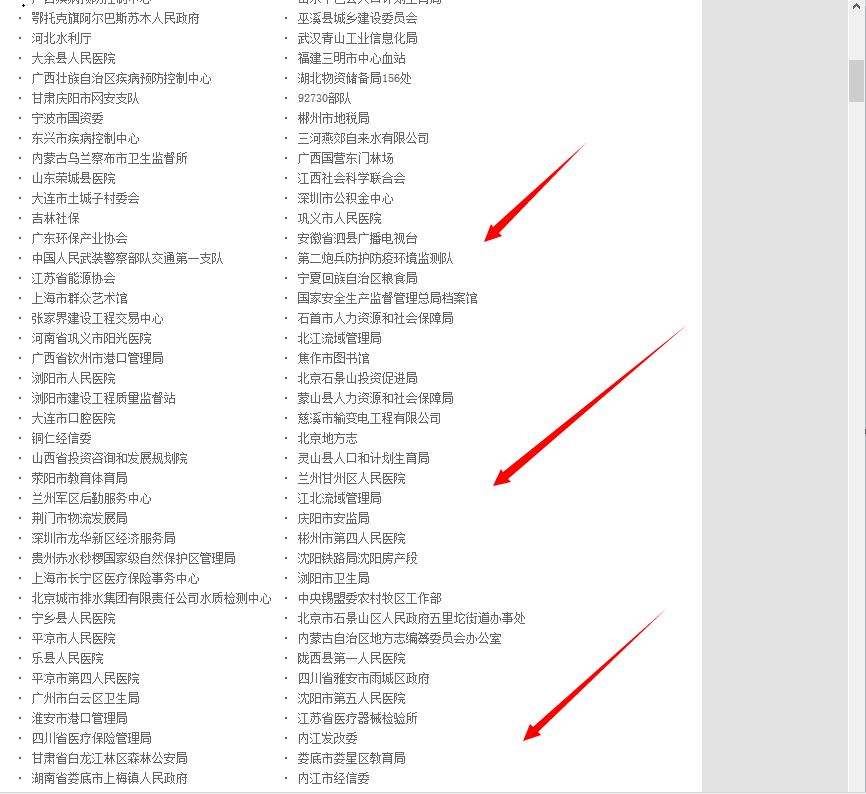 鄂托克旗阿尔巴斯苏木人民政府
巫溪县城乡建设委员会
河北水利厅
武汉青山工业信息化局
大余县人民医院
福建三明市中心血站
广西壮族自治区疾病预防控制中心
湖北物资储备局156处
甘肃庆阳市网安支队
92730部队
宁波市国资委
郴州市地税局
东兴市疾病控制中心
三河燕郊自来水有限公司
内蒙古乌兰察布市卫生监督所
广西国营东门林场
山东荣城县医院
江西社会科学联合会
大连市土城子村委会
深圳市公积金中心
吉林社保
巩义市人民医院
广东环保产业协会
安徽省泗县广播电视台
中国人民武装警察部队交通第一支队
第二炮兵防护防疫环境监测队
江苏省能源协会
宁夏回族自治区粮食局
上海市群众艺术馆
国家安全生产监督管理总局档案馆
张家界建设工程交易中心
石首市人力资源和社会保障局
河南省巩义市阳光医院
北江流域管理局
广西省钦州市港口管理局
焦作市图书馆
浏阳市人民医院
北京石景山投资促进局
浏阳市建设工程质量监督站
蒙山县人力资源和社会保障局
大连市口腔医院
慈溪市输变电工程有限公司
铜仁经信委
北京地方志
山西省投资咨询和发展规划院
灵山县人口和计划生育局
荥阳市教育体育局
兰州甘州区人民医院
兰州军区后勤服务中心
江北流域管理局
荆门市物流发展局
庆阳市安监局
深圳市龙华新区经济服务局
彬州市第四人民医院
贵州赤水桫椤国家级自然保护区管理局
沈阳铁路局沈阳房产段
上海市长宁区医疗保险事务中心
浏阳市卫生局
北京城市排水集团有限责任公司水质检测中心
中央锡盟委农村牧区工作部
宁乡县人民医院
北京市石景山区人民政府五里坨街道办事处
平凉市人民医院
内蒙古自治区地方志编纂委员会办公室
乐县人民医院
陇西县第一人民医院
平凉市第四人民医院
四川省雅安市雨城区政府
广州市白云区卫生局
沈阳市第五人民医院
淮安市港口管理局
江苏省医疗器械检验所
四川省医疗保险管理局
内江发改委
甘肃省白龙江林区森林公安局
娄底市娄星区教育局
湖南省娄底市上梅镇人民政府
内江市经信委